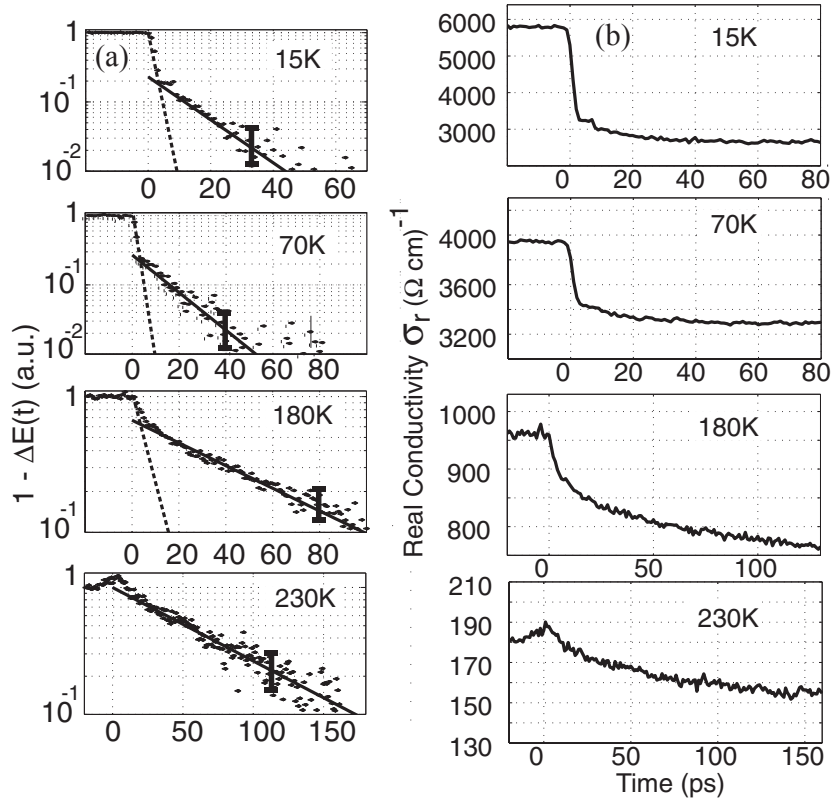 (a)
15K
1
10^-1
10^-2
0 20 40 60
70K
1
10^-1
10^-2
0 20 40 60 80
180K
1
10^-1
0 20 40 60 80
230K
1
10^-1
0 50 100 150
1 - ΔE(t) (a.u.)
(b)
15K
6000
5000
4000
3000
0 20 40 60 80
70K
4000
3600
3200
0 20 40 60 80
180K
1000
900
800
0 50 100
230K
210
190
170
150
130
0 50 100 150
Real Conductivity σr (Ω cm)^-1
Time (ps)